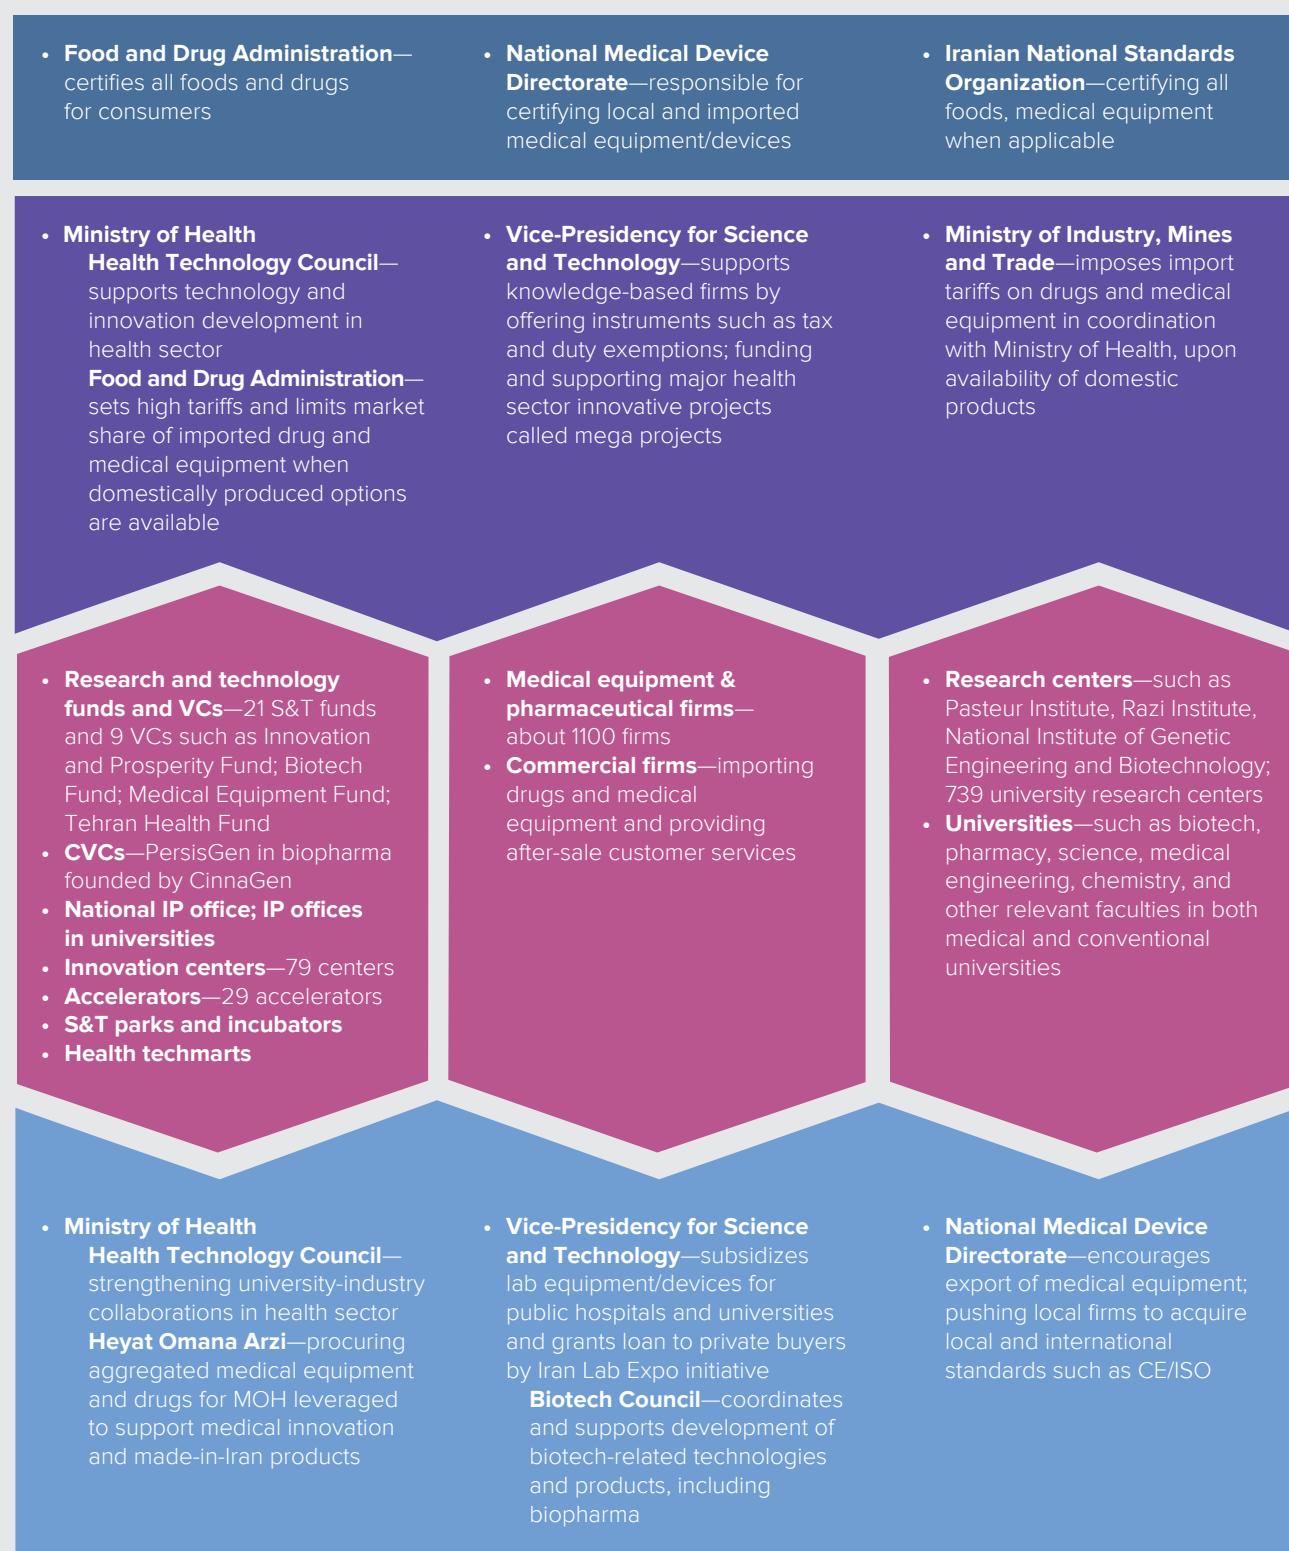 • Food and Drug Administration—
certifies all foods and drugs
for consumers
• National Medical Device
Directorate—responsible for
certifying local and imported
medical equipment/devices
• Iranian National Standards
Organization—certifying all
foods, medical equipment
when applicable
• Ministry of Health
Health Technology Council—
supports technology and
innovation development in
health sector
Food and Drug Administration—
sets high tariffs and limits market
share of imported drug and
medical equipment when
domestically produced options
are available
• Vice-Presidency for Science
and Technology—supports
knowledge-based firms by
offering instruments such as tax
and duty exemptions; funding
and supporting major health
sector innovative projects
called mega projects
• Ministry of Industry, Mines
and Trade—imposes import
tariffs on drugs and medical
equipment in coordination
with Ministry of Health, upon
availability of domestic
products
• Research and technology
funds and VCs—21 S&T funds
and 9 VCs such as Innovation
and Prosperity Fund; Biotech
Fund; Medical Equipment Fund;
Tehran Health Fund
• CVCs—PersisGen in biopharma
founded by CinnaGen
• National IP office; IP offices
in universities
• Innovation centers—79 centers
• Accelerators—29 accelerators
• S&T parks and incubators
• Health techmarts
• Medical equipment &
pharmaceutical firms—
about 1100 firms
• Commercial firms—importing
drugs and medical
equipment and providing
after-sale customer services
• Research centers—such as
Pasteur Institute, Razi Institute,
National Institute of Genetic
Engineering and Biotechnology;
739 university research centers
• Universities—such as biotech,
pharmacy, science, medical
engineering, chemistry, and
other relevant faculties in both
medical and conventional
universities
• Ministry of Health
Health Technology Council—
strengthening university-industry
collaborations in health sector
Heyat Omana Arzi—procuring
aggregated medical equipment
and drugs for MOH leveraged
to support medical innovation
and made-in-Iran products
• Vice-Presidency for Science
and Technology—subsidizes
lab equipment/devices for
public hospitals and universities
and grants loan to private buyers
by Iran Lab Expo initiative
Biotech Council—coordinates
and supports development of
biotech-related technologies
and products, including
biopharma
• National Medical Device
Directorate—encourages
export of medical equipment;
pushing local firms to acquire
local and international
standards such as CE/ISO